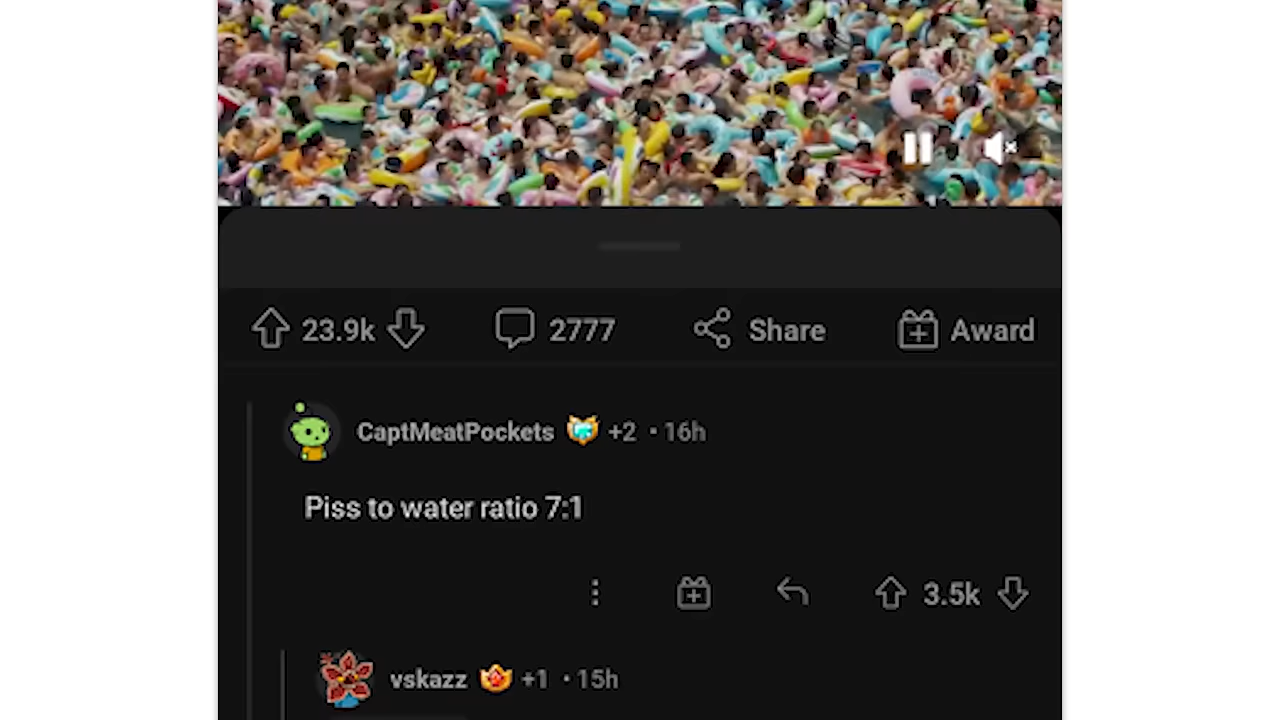 23.9k 2777 Share Award
CaptMeatPockets +2 • 16h
Piss to water ratio 7:1
3.5k
vskazz +1 • 15h